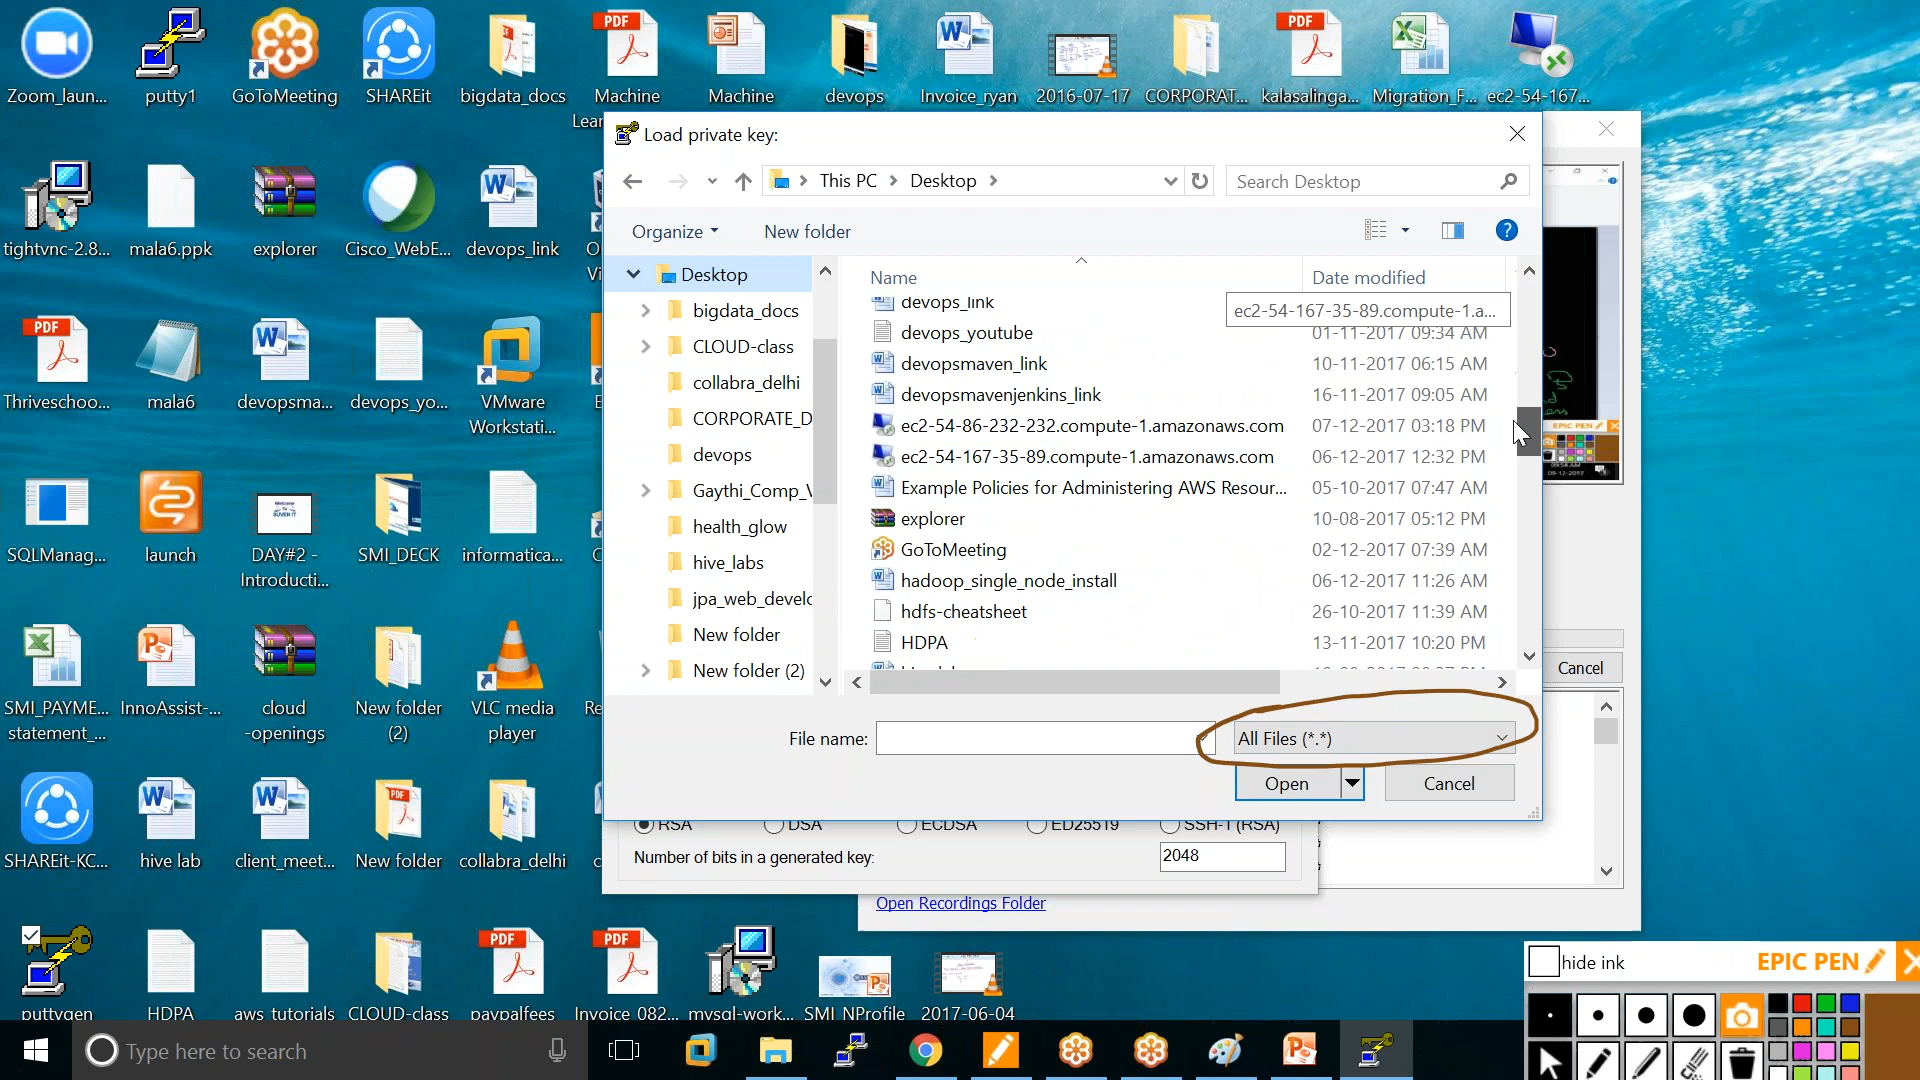 Zoom_laun...
putty1
GoToMeeting
SHAREit
bigdata_docs
Machine
Lear
Machine
devops
Invoice_ryan
2016-07-17
CORPORAT...
kalasalinga...
Migration_F...
ec2-54-167...
tightvnc-2.8...
mala6.ppk
explorer
Cisco_WebE...
devops_link
Thriveschoo...
mala6
devopsma...
devops_yo...
VMware
Workstati...
SQLManag...
launch
DAY#2 -
Introducti...
SMI_DECK
informatica...
SMI_PAYME...
statement_...
InnoAssist-...
cloud
-openings
New folder
(2)
VLC media
player
SHAREit-KC...
hive lab
client_meet...
New folder
collabra_delhi
puttygen
HDPA
aws_tutorials
CLOUD-class
paypalfees
Invoice_082...
mysql-work...
SMI_NProfile
2017-06-04
Load private key:
This PC > Desktop >
Search Desktop
Organize
New folder
Desktop
bigdata_docs
CLOUD-class
collabra_delhi
CORPORATE_D
devops
Gaythi_Comp_V
health_glow
hive_labs
jpa_web_develo
New folder
New folder (2)
Name Date modified
devops_link
ec2-54-167-35-89.compute-1.a...
devops_youtube 01-11-2017 09:34 AM
devopsmaven_link 10-11-2017 06:15 AM
devopsmavenjenkins_link 16-11-2017 09:05 AM
ec2-54-86-232-232.compute-1.amazonaws.com 07-12-2017 03:18 PM
ec2-54-167-35-89.compute-1.amazonaws.com 06-12-2017 12:32 PM
Example Policies for Administering AWS Resour... 05-10-2017 07:47 AM
explorer 10-08-2017 05:12 PM
GoToMeeting 02-12-2017 07:39 AM
hadoop_single_node_install 06-12-2017 11:26 AM
hdfs-cheatsheet 26-10-2017 11:39 AM
HDPA 13-11-2017 10:20 PM
File name:
All Files (*.*)
Open
Cancel
Cancel
RSA DSA ECDSA ED25519 SSH-1 (RSA)
Number of bits in a generated key: 2048
Open Recordings Folder
hide ink EPIC PEN
Type here to search